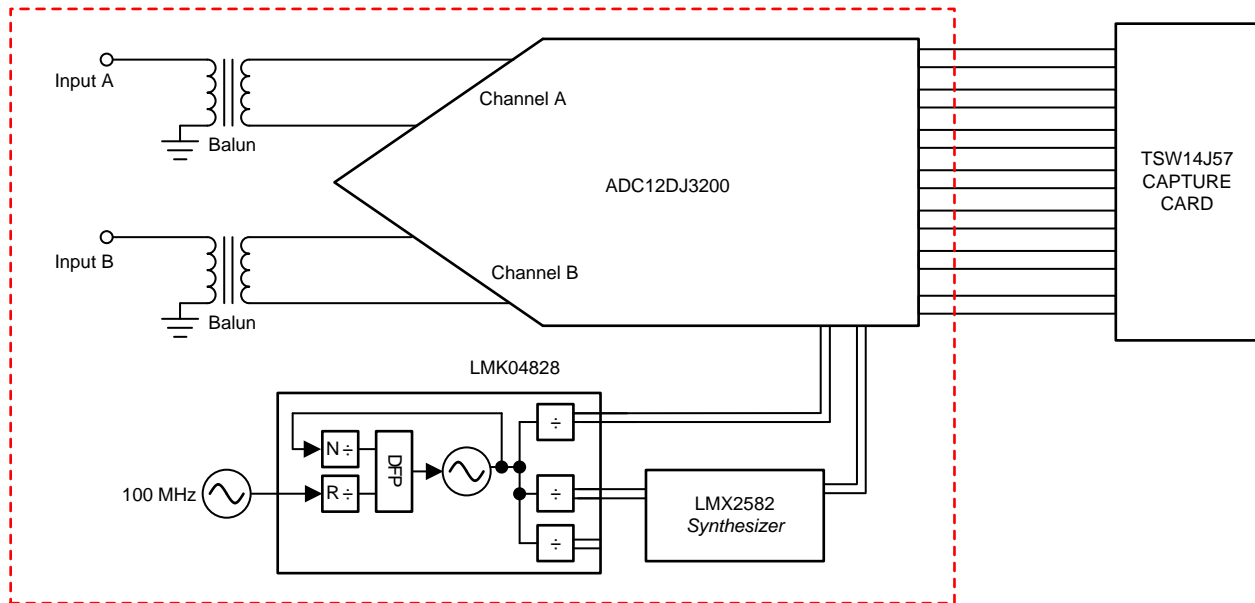 Input A
Balun
Channel A
ADC12DJ3200
TSW14J57
CAPTURE
CARD
Input B
Balun
Channel B
LMK04828
N ÷
R ÷
DFP
÷
÷
÷
100 MHz
LMX2582
Synthesizer